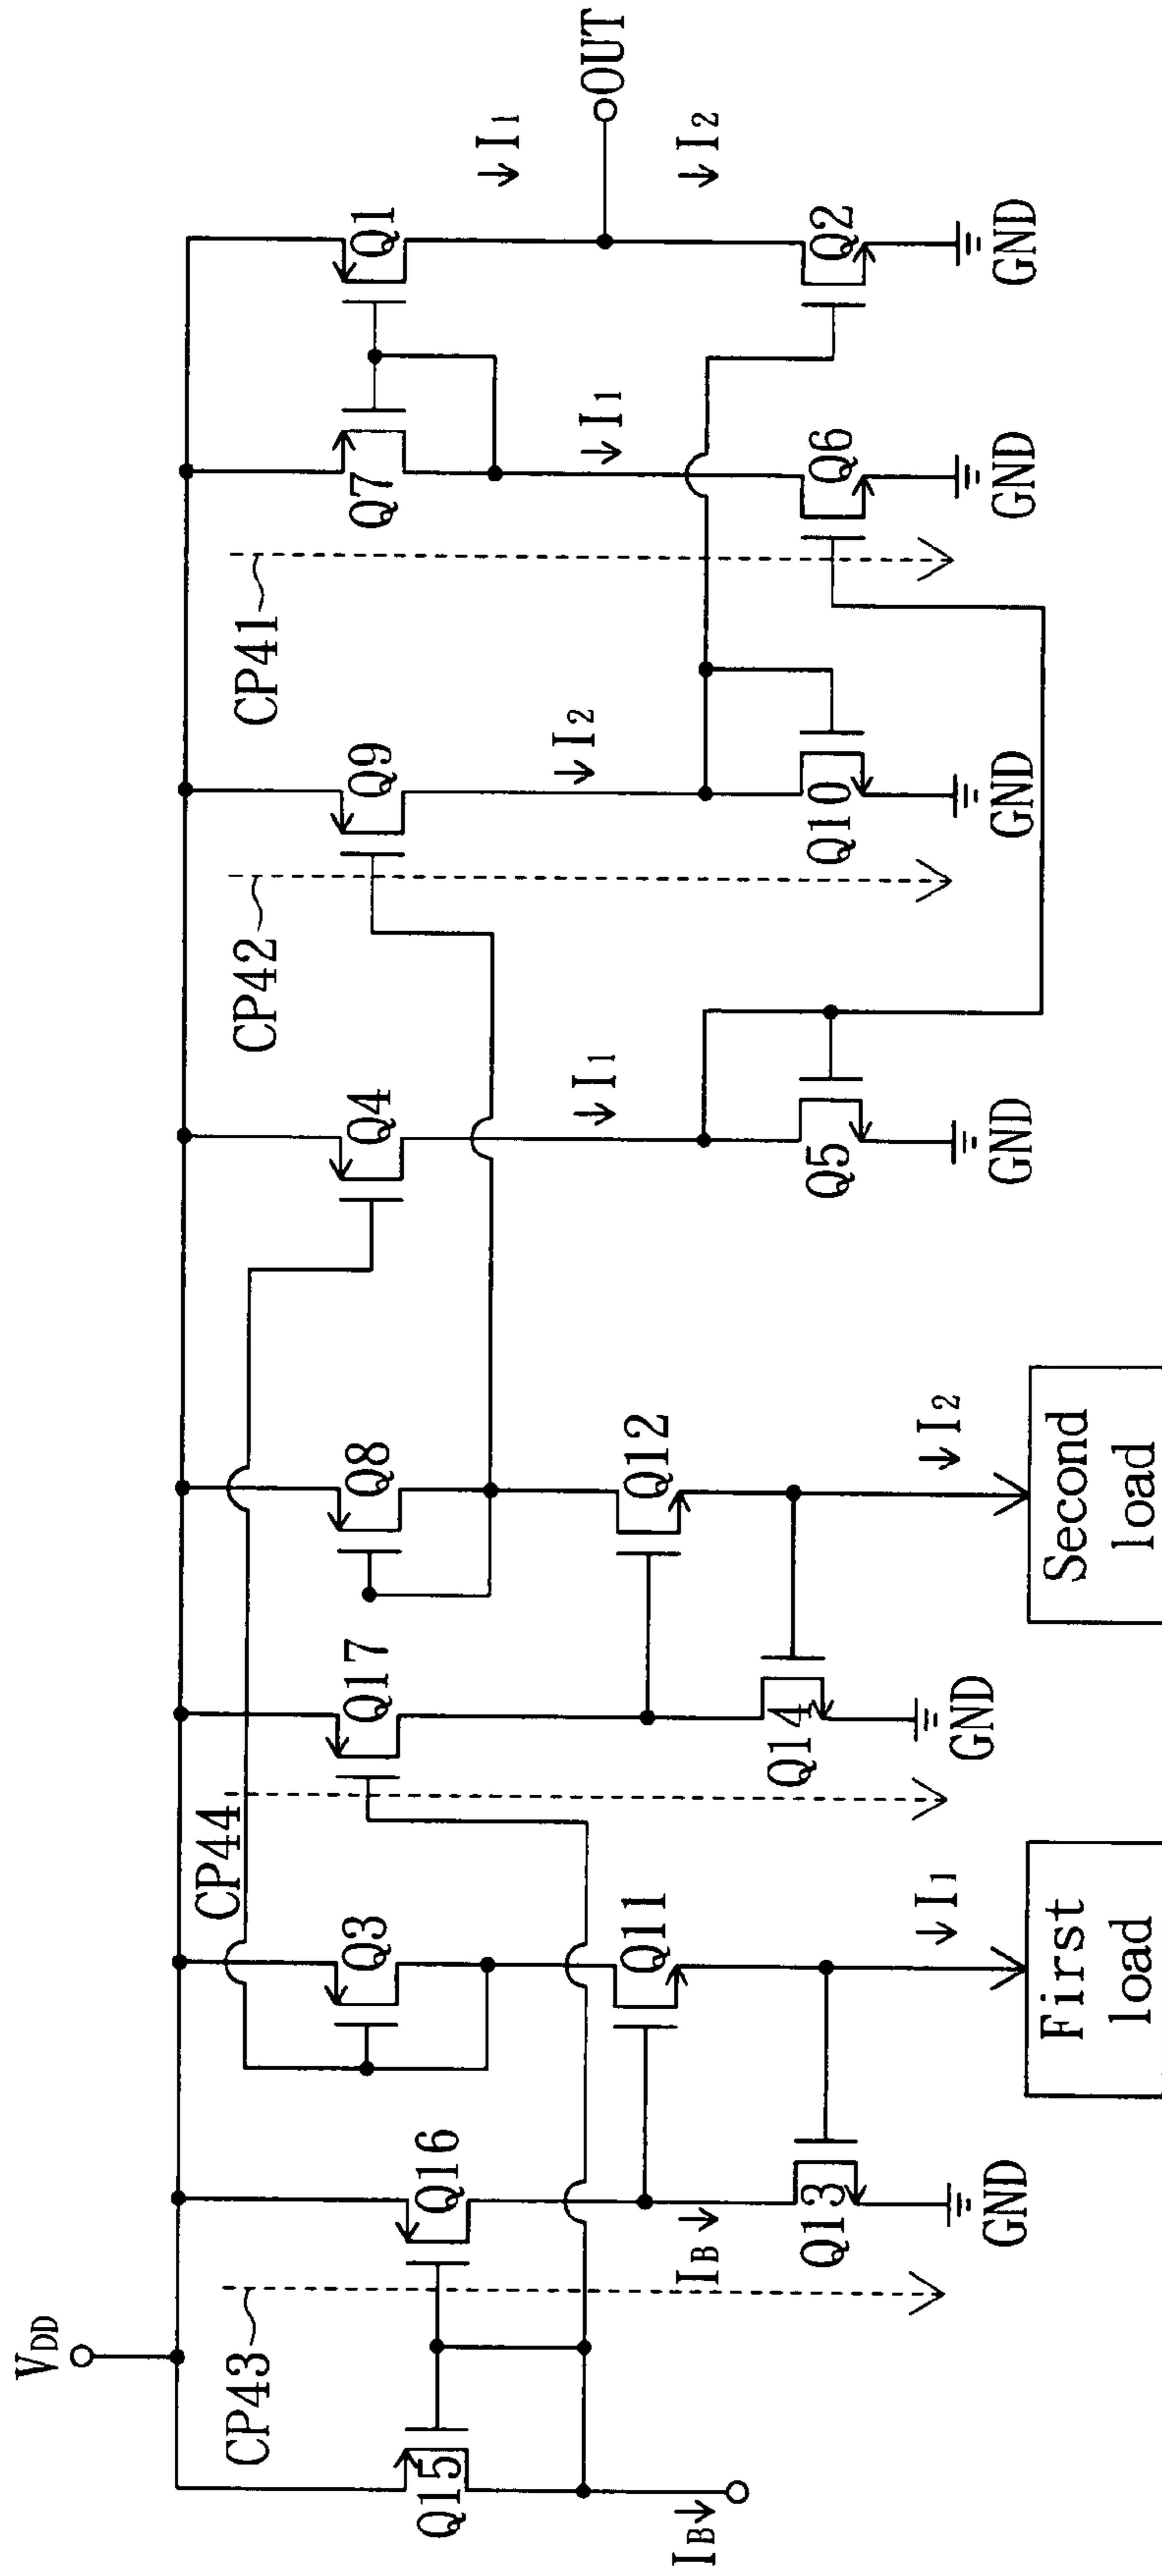 VDD
CP43
CP44
CP42
CP41
Q15
Q16
Q3
Q17
Q8
Q4
Q9
Q7
Q1
IB
IB
Q13
Q11
Q14
Q12
I1
I2
I1
I1
I2
OUT
I1
I2
Q5
Q10
Q6
Q2
GND
GND
GND
GND
GND
GND
I1
I2
First
load
Second
load